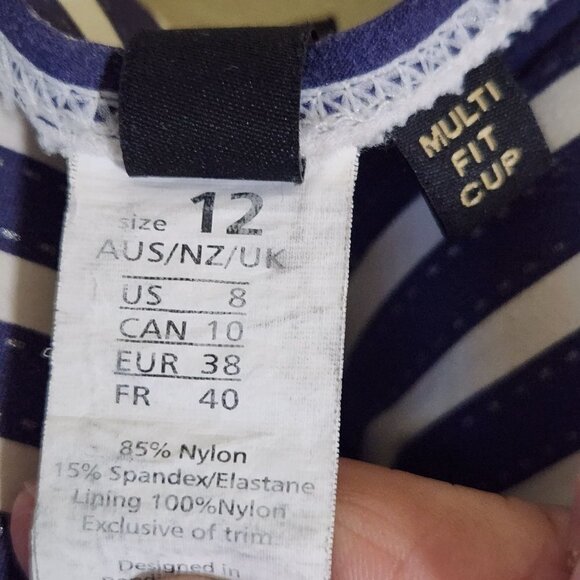 size 12
AUS/NZ/UK
US 8
CAN 10
EUR 38
FR 40
85% Nylon
15% Spandex/Elastane
Lining 100%Nylon
Exclusive of trim
Designed in
MULTI
FIT
CUP